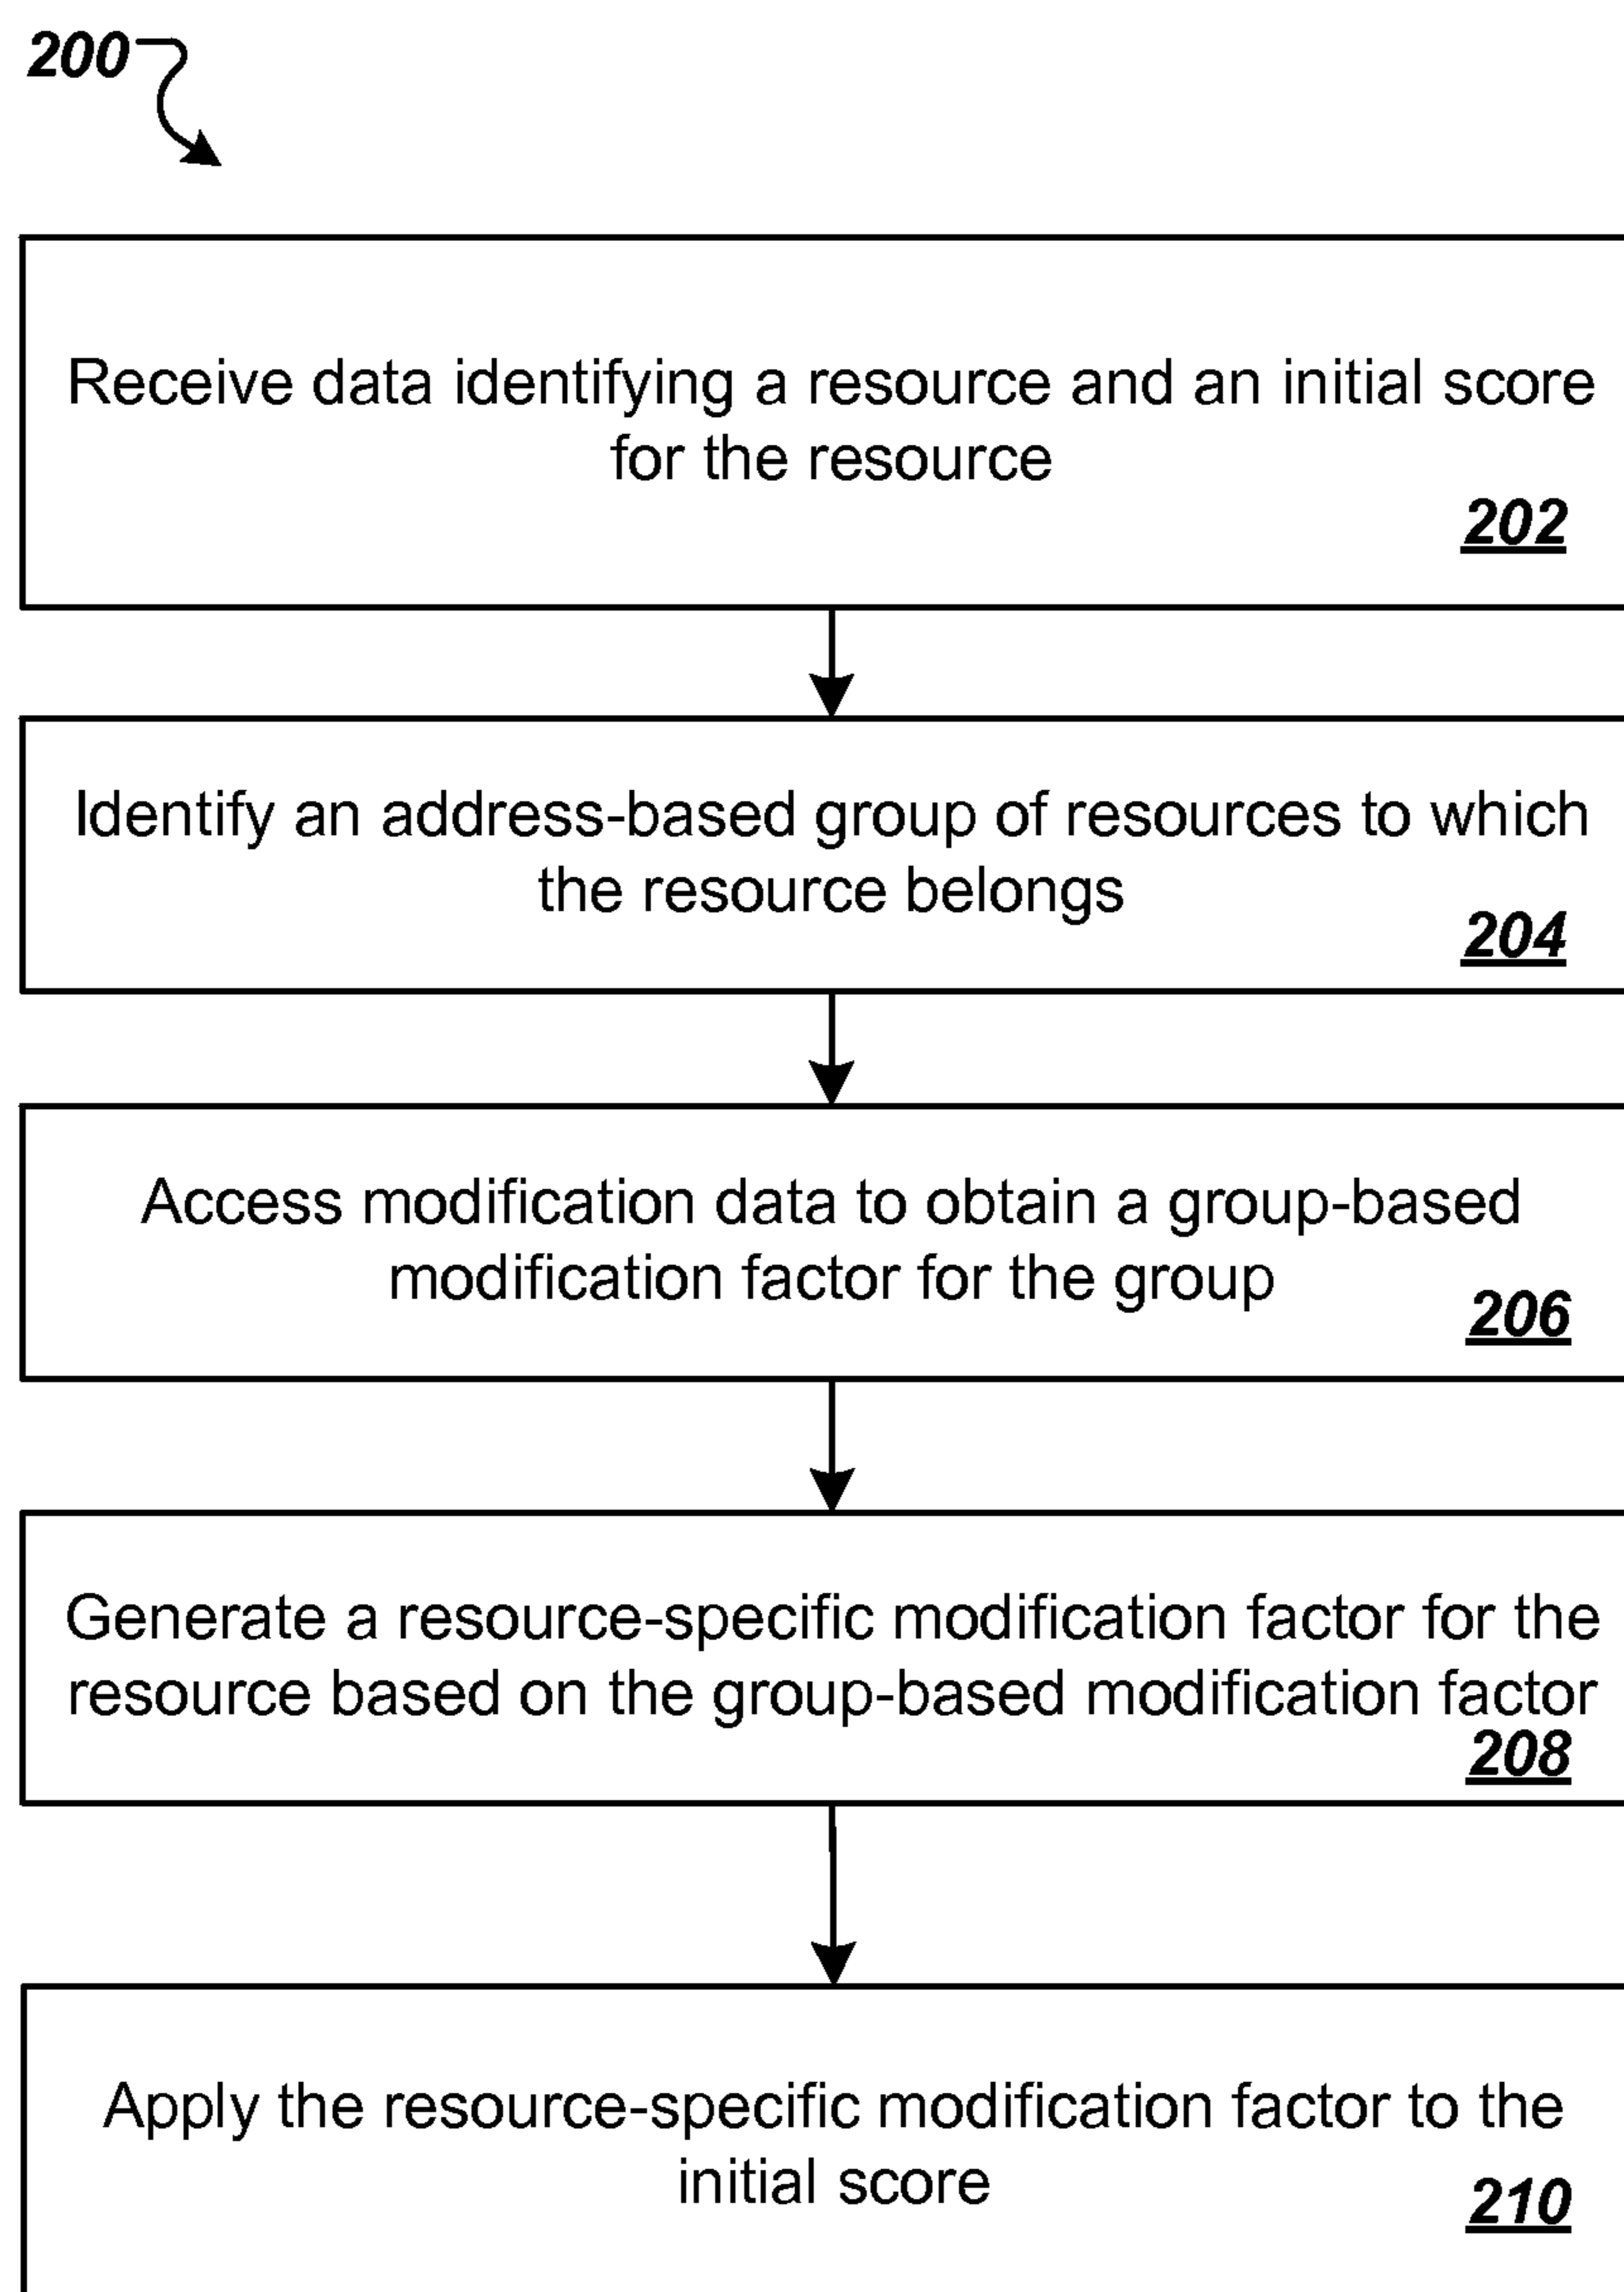 200
Receive data identifying a resource and an initial score
for the resource
202
Identify an address-based group of resources to which
the resource belongs
204
Access modification data to obtain a group-based
modification factor for the group
206
Generate a resource-specific modification factor for the
resource based on the group-based modification factor
208
Apply the resource-specific modification factor to the
initial score
210